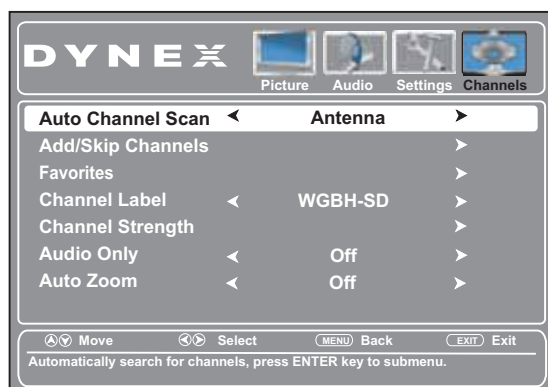 DYNEX
Picture Audio Settings Channels
Auto Channel Scan Antenna
Add/Skip Channels
Favorites
Channel Label WGBH-SD
Channel Strength
Audio Only Off
Auto Zoom Off
Move Select MENU Back EXIT Exit
Automatically search for channels, press ENTER key to submenu.